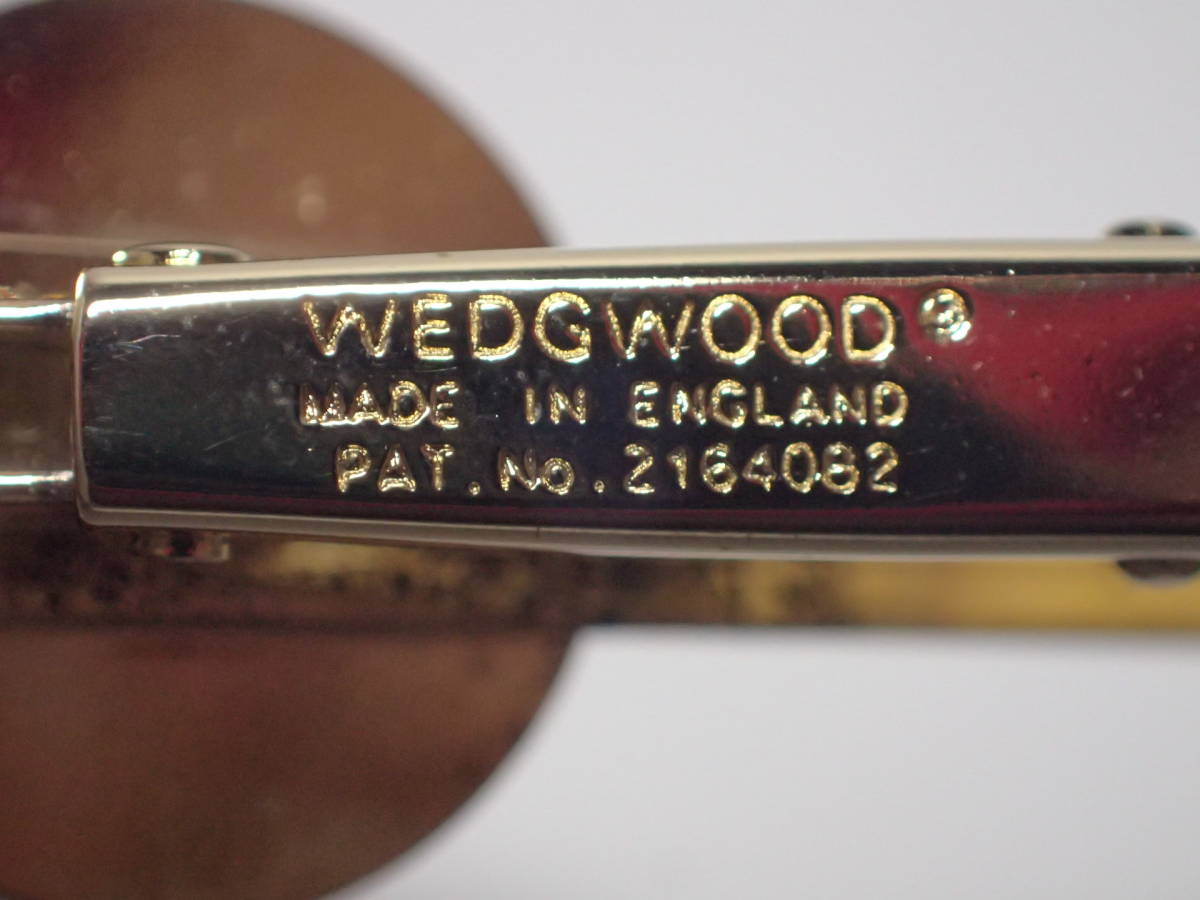 WEDGWOOD®
MADE IN ENGLAND
PAT. No. 2164082